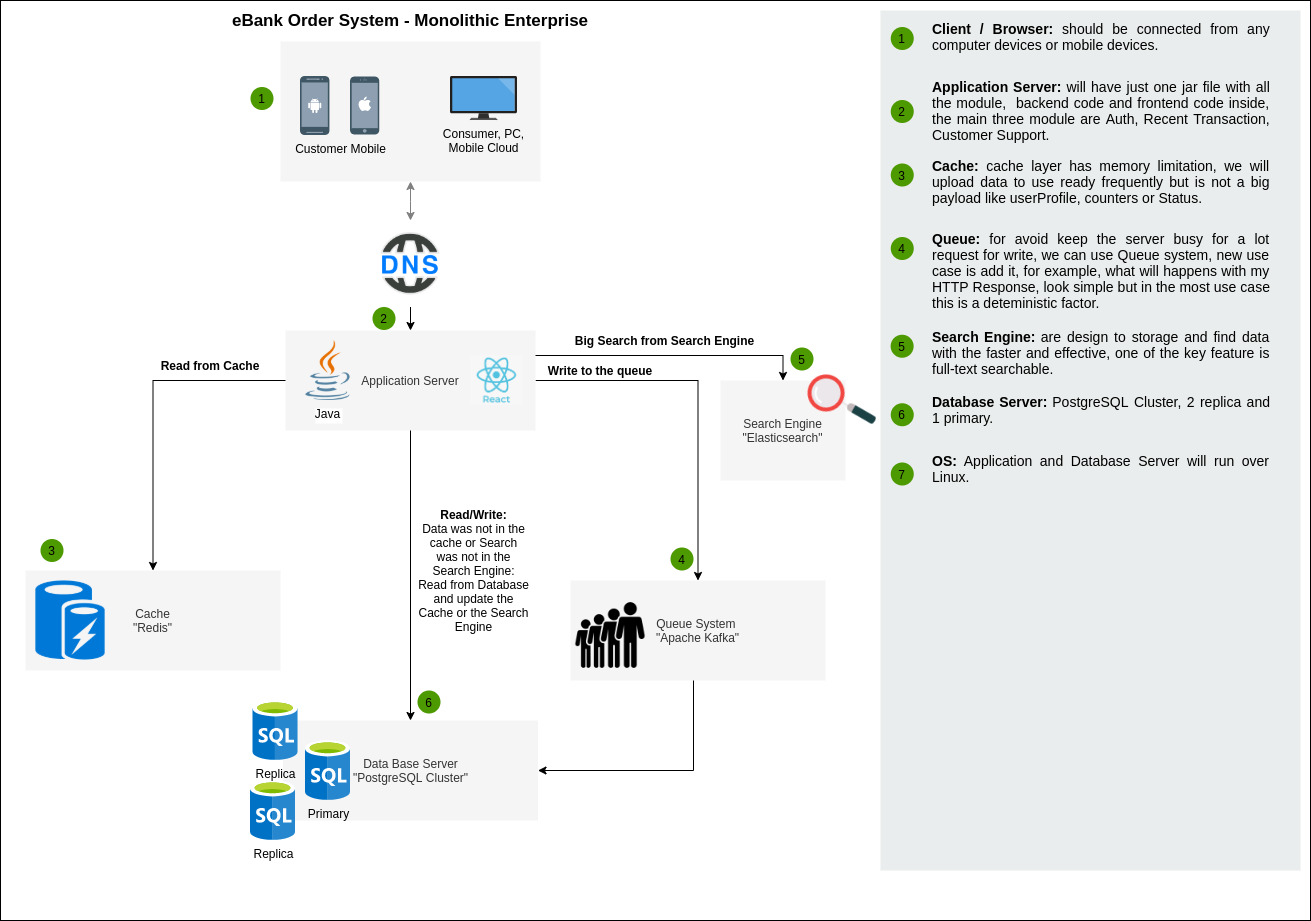 eBank Order System - Monolithic Enterprise
1
Customer Mobile
Consumer, PC,
Mobile Cloud
DNS
2
Java
Application Server
React
Read from Cache
Big Search from Search Engine
Write to the queue
5
Search Engine
"Elasticsearch"
Read/Write:
Data was not in the
cache or Search
was not in the
Search Engine:
Read from Database
and update the
Cache or the Search
Engine
3
Cache
"Redis"
4
Queue System
"Apache Kafka"
6
SQL
Replica
SQL
Primary
SQL
Replica
Data Base Server
"PostgreSQL Cluster"
1
Client / Browser: should be connected from any
computer devices or mobile devices.
2
Application Server: will have just one jar file with all
the module, backend code and frontend code inside,
the main three module are Auth, Recent Transaction,
Customer Support.
3
Cache: cache layer has memory limitation, we will
upload data to use ready frequently but is not a big
payload like userProfile, counters or Status.
4
Queue: for avoid keep the server busy for a lot
request for write, we can use Queue system, new use
case is add it, for example, what will happens with my
HTTP Response, look simple but in the most use case
this is a deteministic factor.
5
Search Engine: are design to storage and find data
with the faster and effective, one of the key feature is
full-text searchable.
6
Database Server: PostgreSQL Cluster, 2 replica and
1 primary.
7
OS: Application and Database Server will run over
Linux.